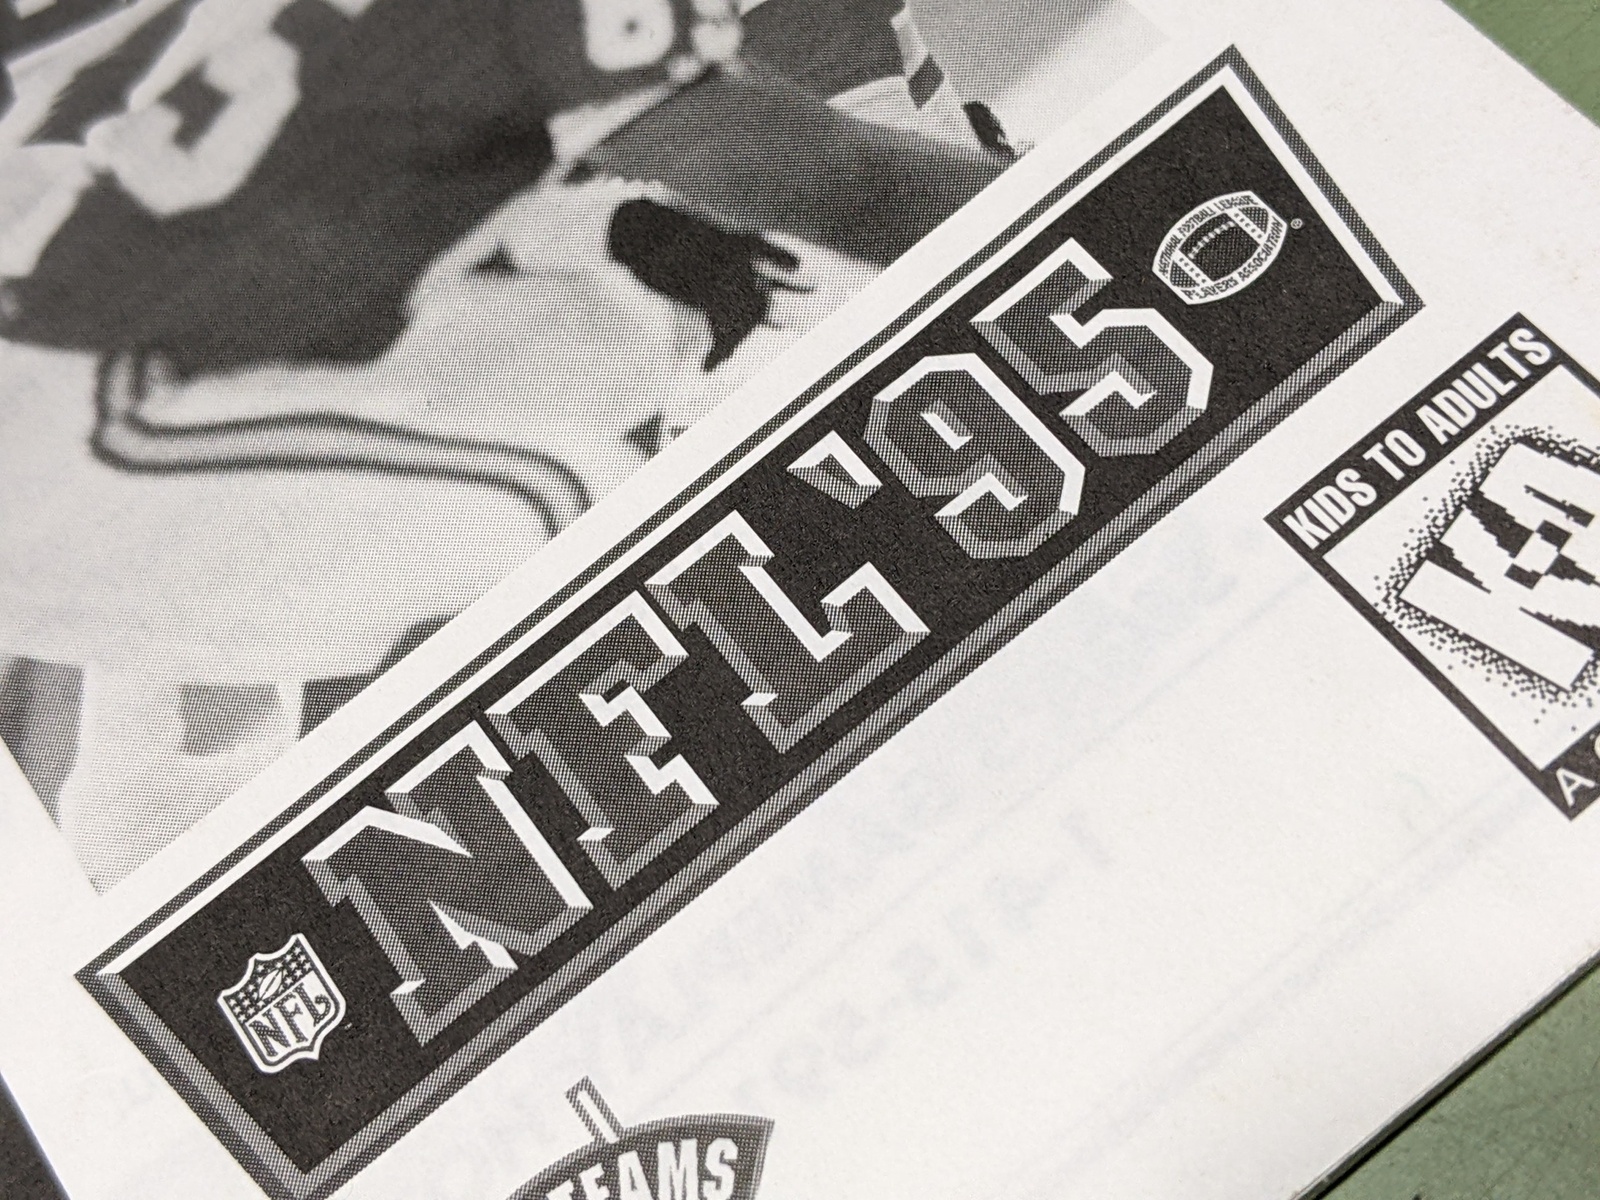 NFL '95
NATIONAL FOOTBALL LEAGUE
PLAYERS ASSOCIATION
®
NFL
KIDS TO ADULTS
K-A
A
TEAMS